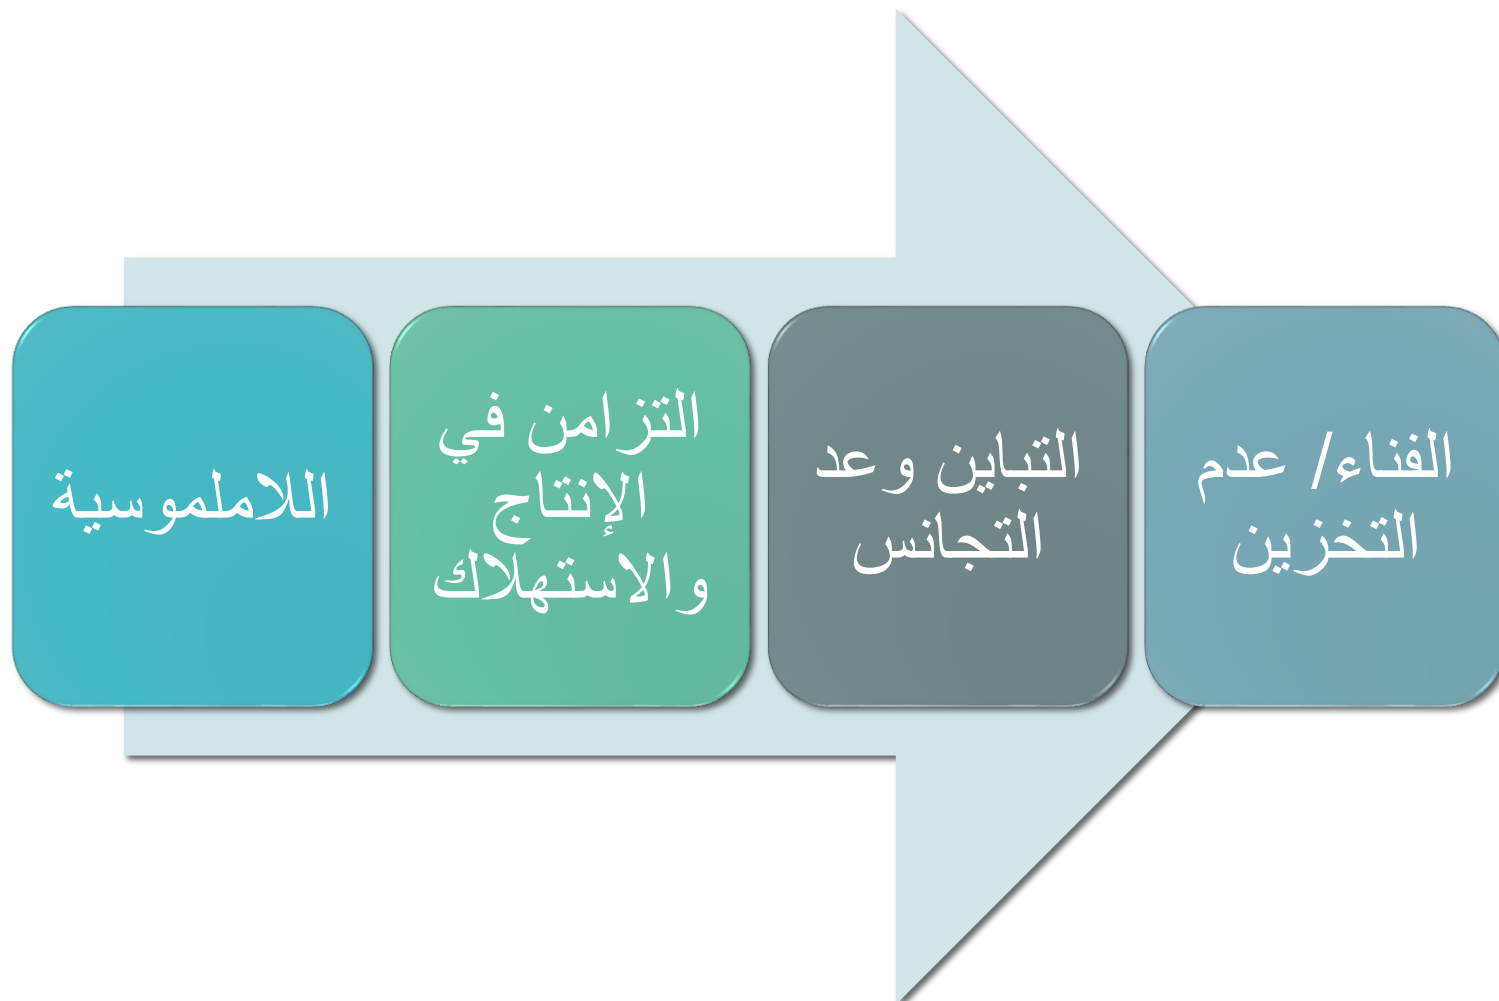 اللاملموسية
التزامن في
الإنتاج
والاستهلاك
التباين وعد
التجانس
الفناء/ عدم
التخزين